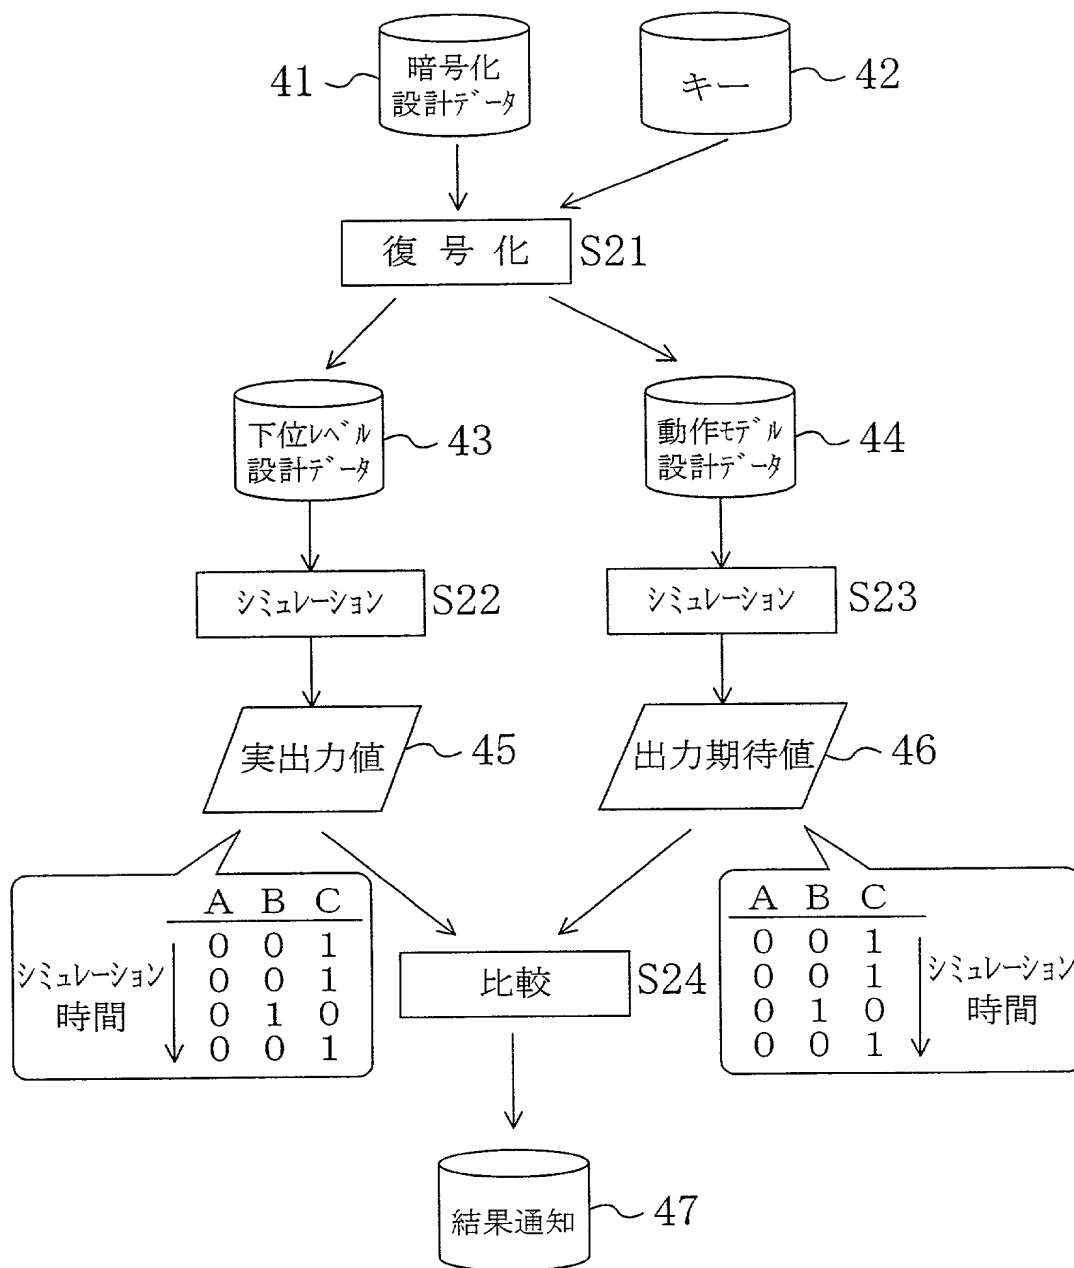 41
暗号化
設計データ
キー
42
復号化
S21
下位レベル
設計データ
43
動作モデル
設計データ
44
シミュレーション
S22
シミュレーション
S23
実出力値
45
出力期待値
46
A B C
0 0 1
0 0 1
0 1 0
0 0 1
シミュレーション
時間
比較
S24
A B C
0 0 1
0 0 1
0 1 0
0 0 1
シミュレーション
時間
結果通知
47